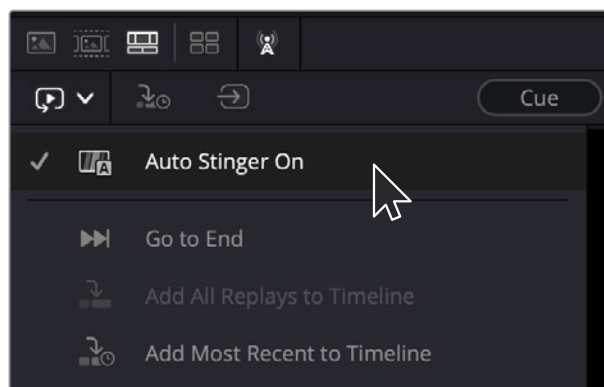 Cue
Auto Stinger On
Go to End
Add All Replays to Timeline
Add Most Recent to Timeline